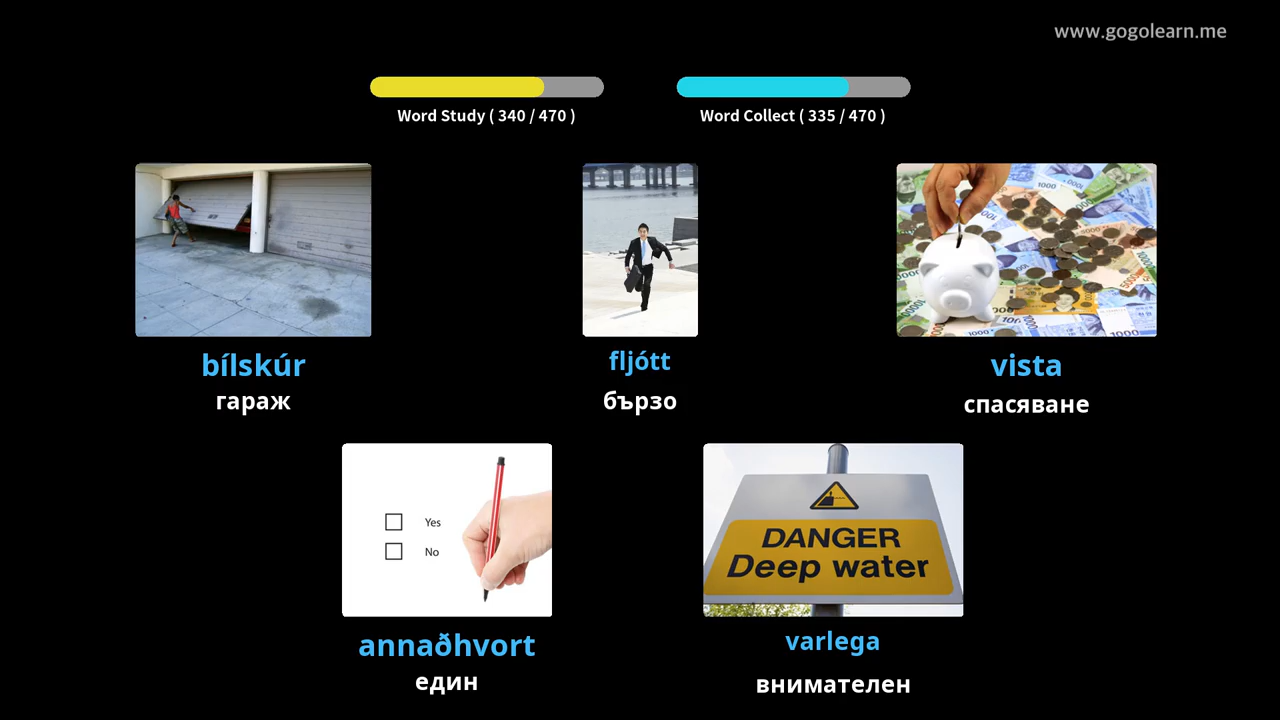 www.gogolearn.me
Word Study ( 340 / 470 )
Word Collect ( 335 / 470 )
bílskúr
гараж
fljótt
бързо
vista
спасяване
Yes
No
annaðhvort
един
DANGER
Deep water
varlega
внимателен